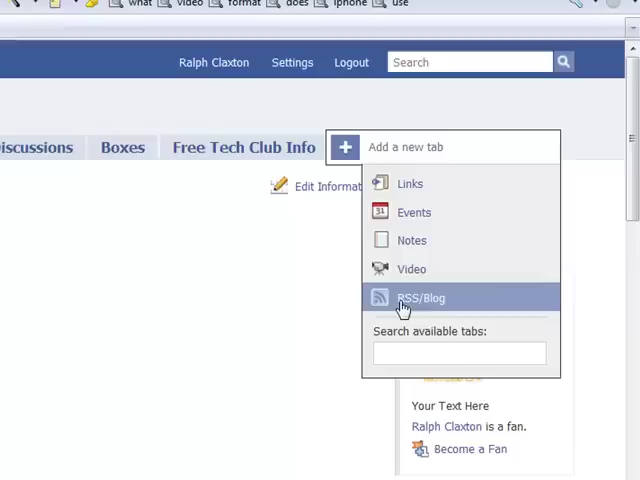 what video format does iphone use
Ralph Claxton Settings Logout Search
iscussions Boxes Free Tech Club Info Add a new tab
Edit Informat
Links
31 Events
Notes
Video
RSS/Blog
Search available tabs:
Your Text Here
Ralph Claxton is a fan.
Become a Fan